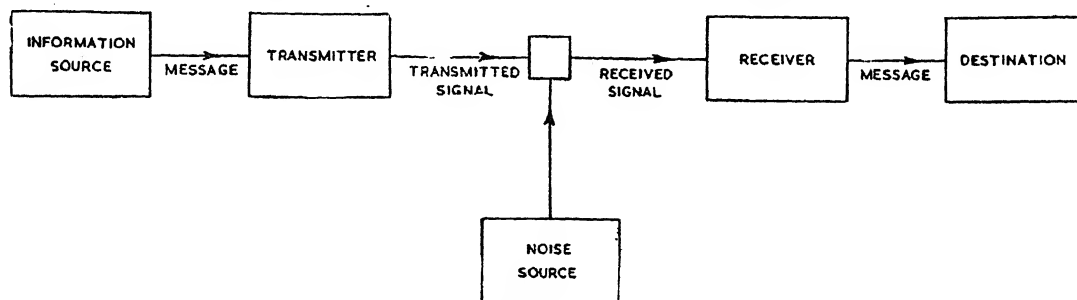 INFORMATION
SOURCE
MESSAGE
TRANSMITTER
TRANSMITTED
SIGNAL
RECEIVED
SIGNAL
RECEIVER
MESSAGE
DESTINATION
NOISE
SOURCE